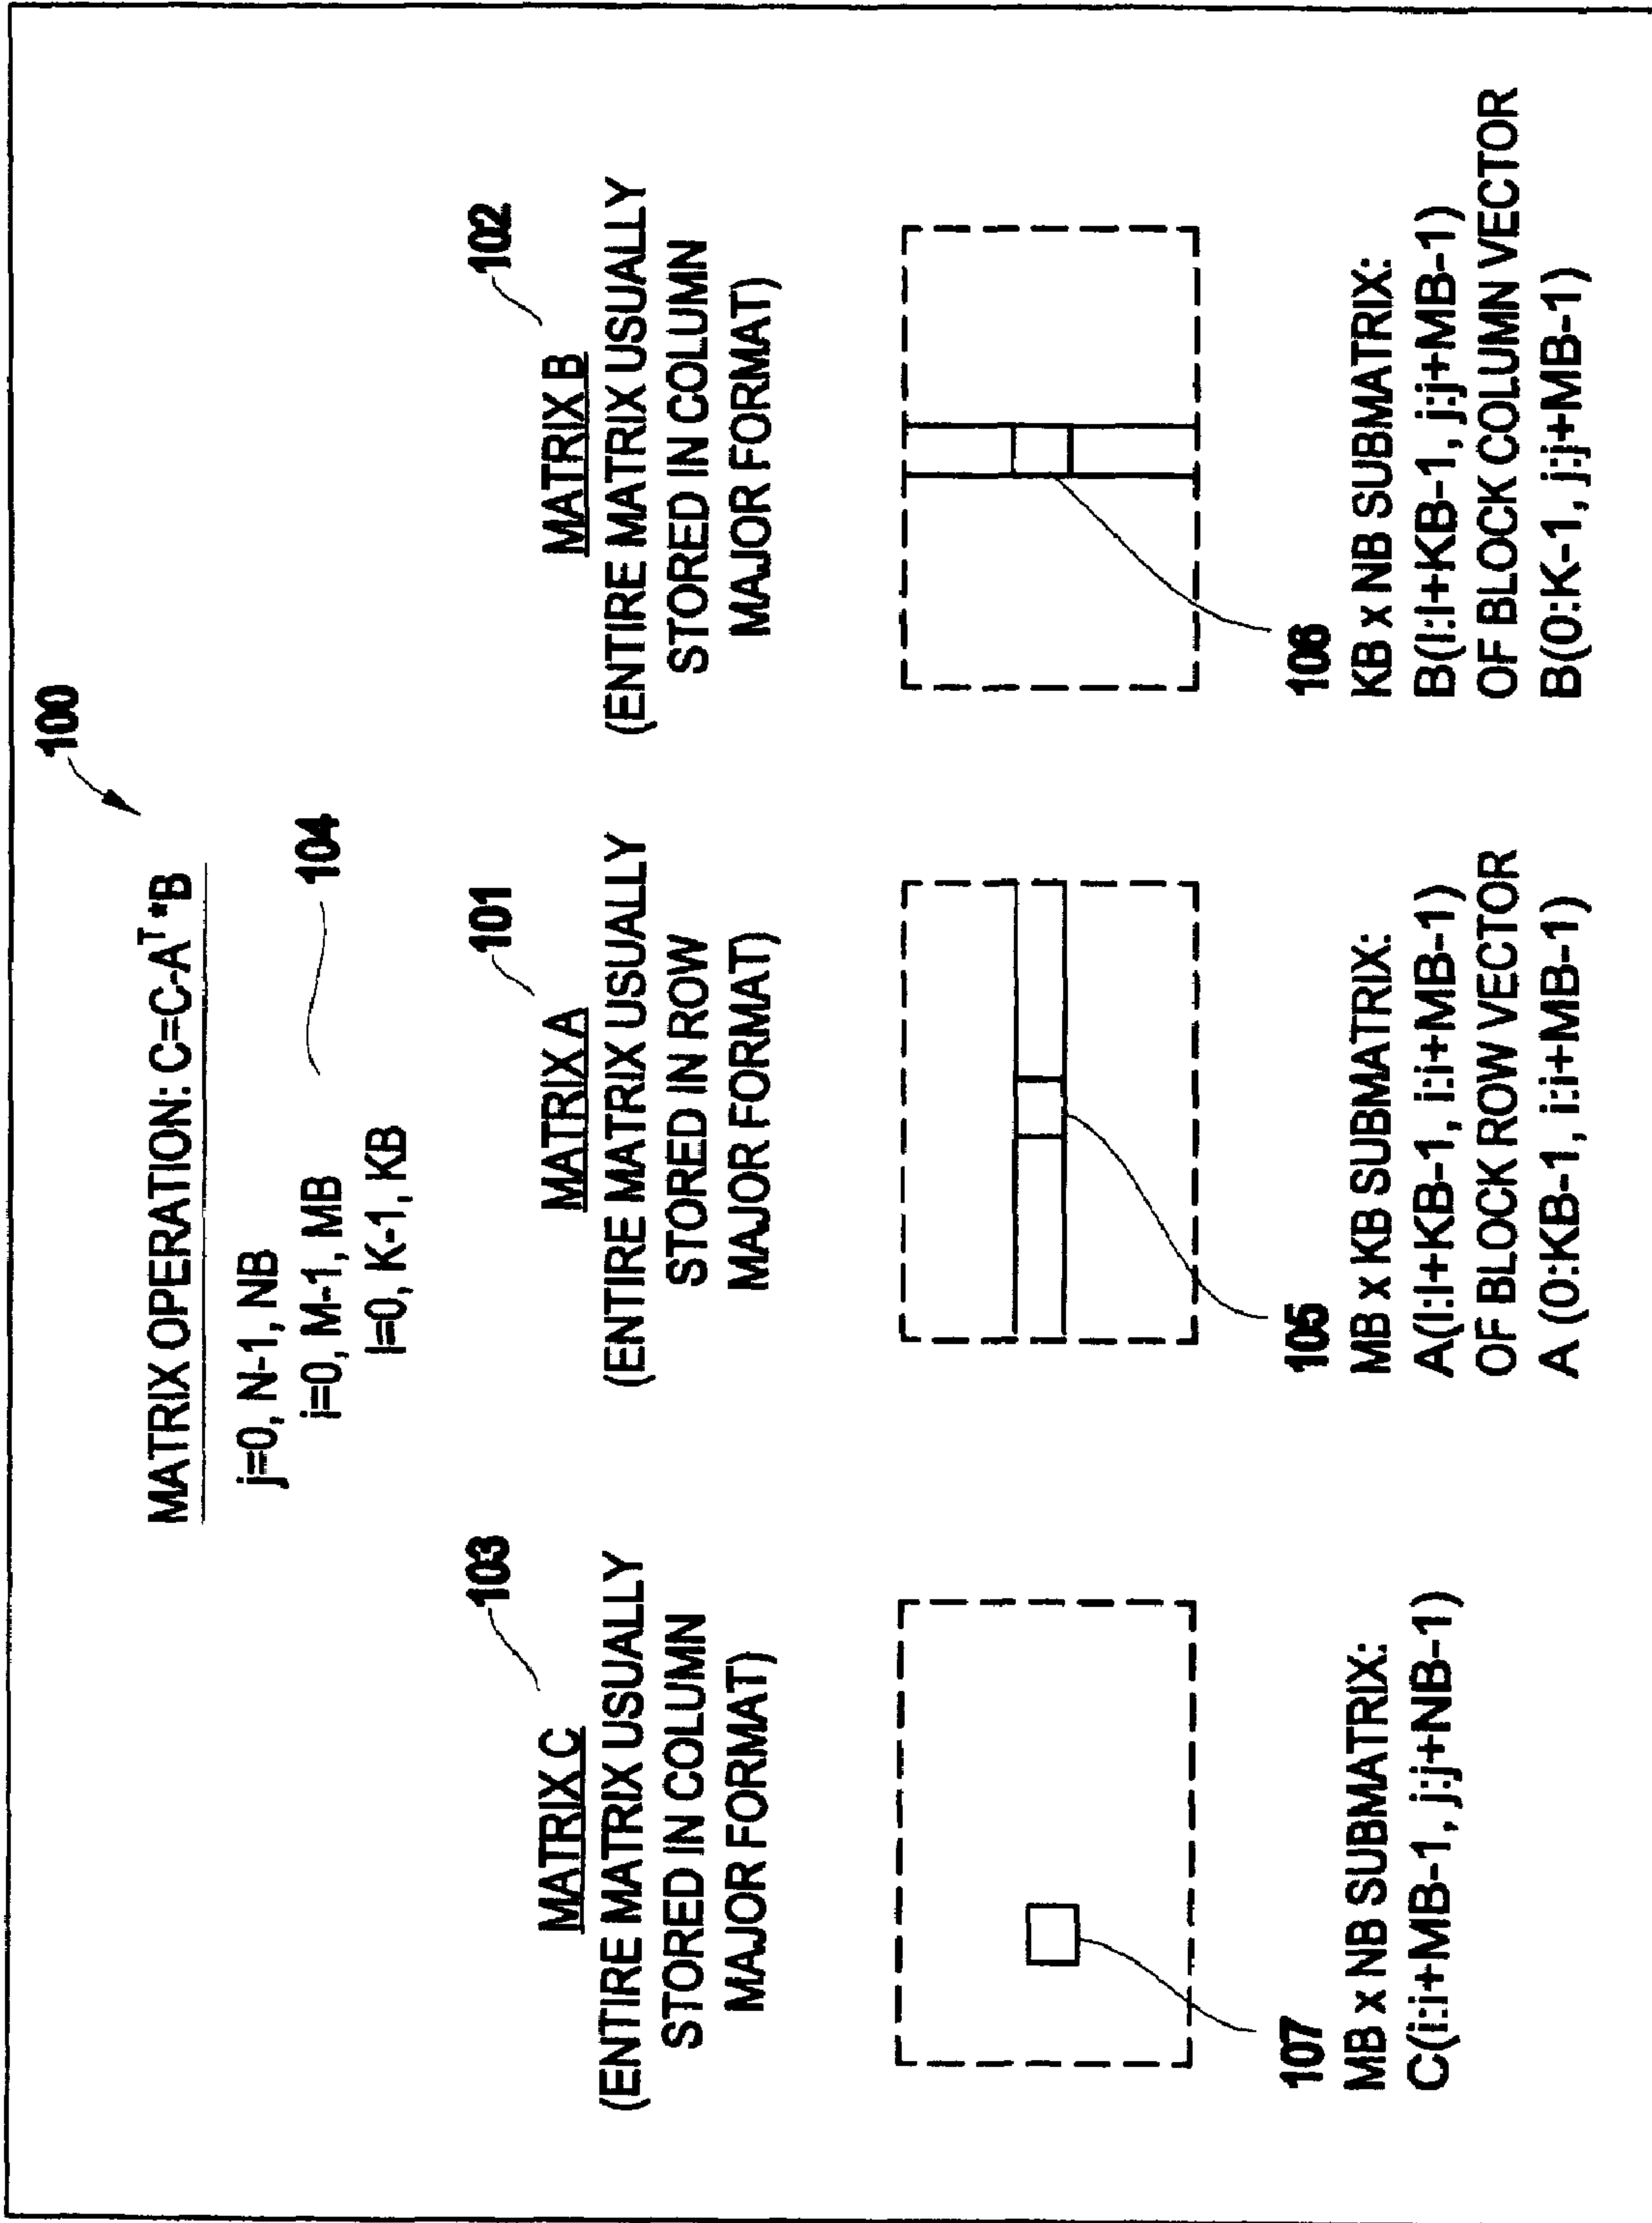 100
MATRIX OPERATION: C=C-Aᵀ*B
j=0, N-1, NB
i=0, M-1, MB
104
l=0, K-1, KB
103
MATRIX C
(ENTIRE MATRIX USUALLY
STORED IN COLUMN
MAJOR FORMAT)
107
MB x NB SUBMATRIX:
C(i:i+MB-1, j:j+NB-1)
101
MATRIX A
(ENTIRE MATRIX USUALLY
STORED IN ROW
MAJOR FORMAT)
105
MB x KB SUBMATRIX:
A(l:l+KB-1, i:i+MB-1)
OF BLOCK ROW VECTOR
A (0:KB-1, i:i+MB-1)
102
MATRIX B
(ENTIRE MATRIX USUALLY
STORED IN COLUMN
MAJOR FORMAT)
106
KB x NB SUBMATRIX:
B(l:l+KB-1, j:j+MB-1)
OF BLOCK COLUMN VECTOR
B(0:K-1, j:j+MB-1)